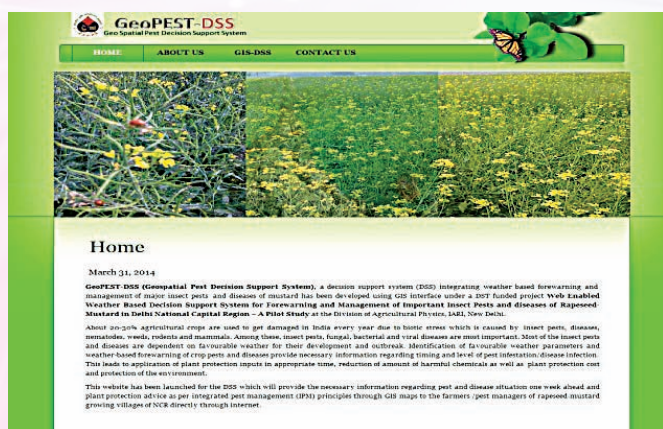 GeoPEST-DSS
Geo Spatial Pest Decision Support System
HOME ABOUT US GIS-DSS CONTACT US
Home
March 31, 2014
GeoPEST-DSS (Geospatial Pest Decision Support System), a decision support system (DSS) integrating weather based forewarning and
management of major insect pests and diseases of mustard has been developed using GIS interface under a DST funded project Web Enabled
Weather Based Decision Support System for Forewarning and Management of Important Insect Pests and diseases of Rapeseed-
Mustard in Delhi National Capital Region – A Pilot Study at the Division of Agricultural Physics, IARI, New Delhi.
About 20-30% agricultural crops are used to get damaged in India every year due to biotic stress which is caused by insect pests, diseases,
nematodes, weeds, rodents and mammals. Among these, insect pests, fungal, bacterial and viral diseases are most important. Most of the insect pests
and diseases are dependent on favourable weather for their development and outbreak. Identification of favourable weather parameters and
weather-based forewarning of crop pests and diseases provide necessary information regarding timing and level of pest infestation/disease infection.
This leads to application of plant protection inputs in appropriate time, reduction of amount of harmful chemicals as well as plant protection cost
and protection of the environment.
This website has been launched for the DSS which will provide the necessary information regarding pest and disease situation one week ahead and
plant protection advice as per integrated pest management (IPM) principles through GIS maps to the farmers /pest managers of rapeseed-mustard
growing villages of NCR directly through internet.